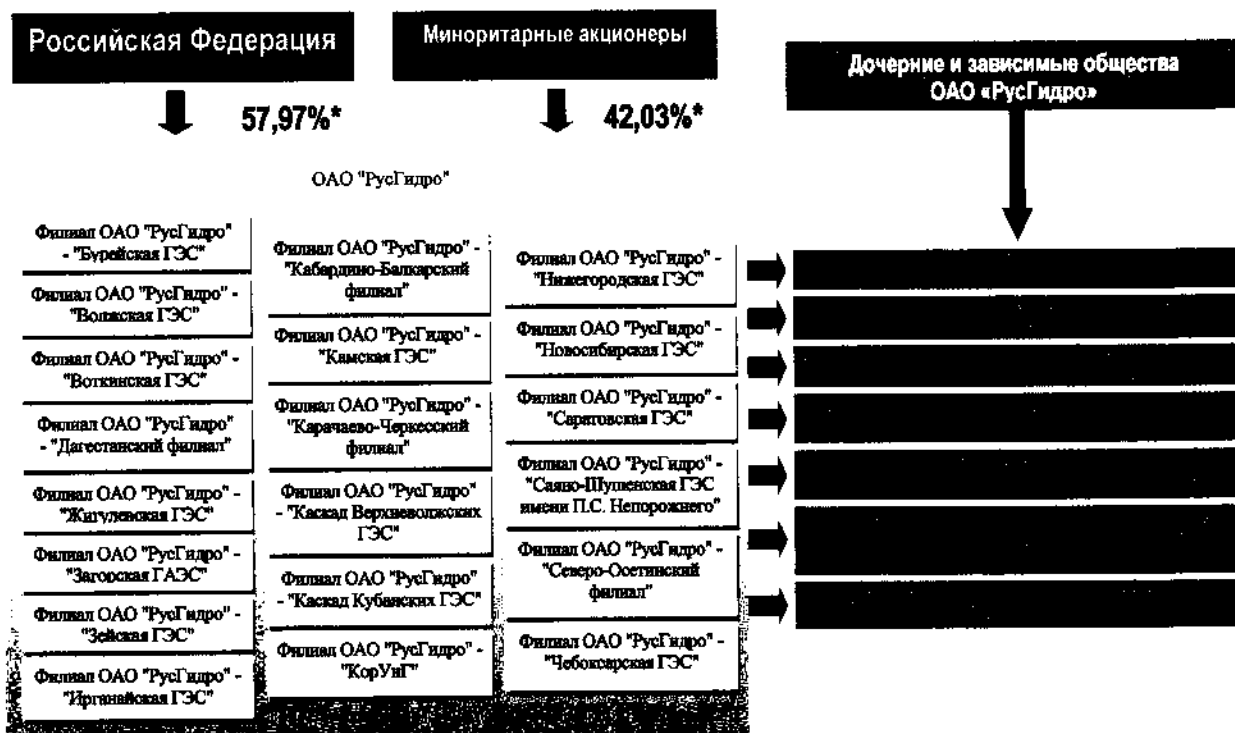 Российская Федерация
Миноритарные акционеры
Дочерние и зависимые общества
ОАО «РусГидро»
57,97%*
42,03%*
ОАО "РусГидро"
Филиал ОАО "РусГидро"
- "Бурейская ГЭС"
Филиал ОАО "РусГидро" -
"Волжская ГЭС"
Филиал ОАО "РусГидро" -
"Воткинская ГЭС"
Филиал ОАО "РусГидро"
- "Дагестанский филиал"
Филиал ОАО "РусГидро" -
"Жигулевская ГЭС"
Филиал ОАО "РусГидро" -
"Загорская ГАЭС"
Филиал ОАО "РусГидро" -
"Зейская ГЭС"
Филиал ОАО "РусГидро" -
"Ирганайская ГЭС"
Филиал ОАО "РусГидро" -
"Кабардино-Балкарский
филиал"
Филиал ОАО "РусГидро" -
"Камская ГЭС"
Филиал ОАО "РусГидро" -
"Карачаево-Черкесский
филиал"
Филиал ОАО "РусГидро"
- "Каскад Верхневолжских
ГЭС"
Филиал ОАО "РусГидро"
- "Каскад Кубанских ГЭС"
Филиал ОАО "РусГидро" -
"КорУнГ"
Филиал ОАО "РусГидро" -
"Нижегородская ГЭС"
Филиал ОАО "РусГидро" -
"Новосибирская ГЭС"
Филиал ОАО "РусГидро" -
"Саратовская ГЭС"
Филиал ОАО "РусГидро" -
"Саяно-Шушенская ГЭС
имени П.С. Непорожнего"
Филиал ОАО "РусГидро" -
"Северо-Осетинский
филиал"
Филиал ОАО "РусГидро" -
"Чебоксарская ГЭС"